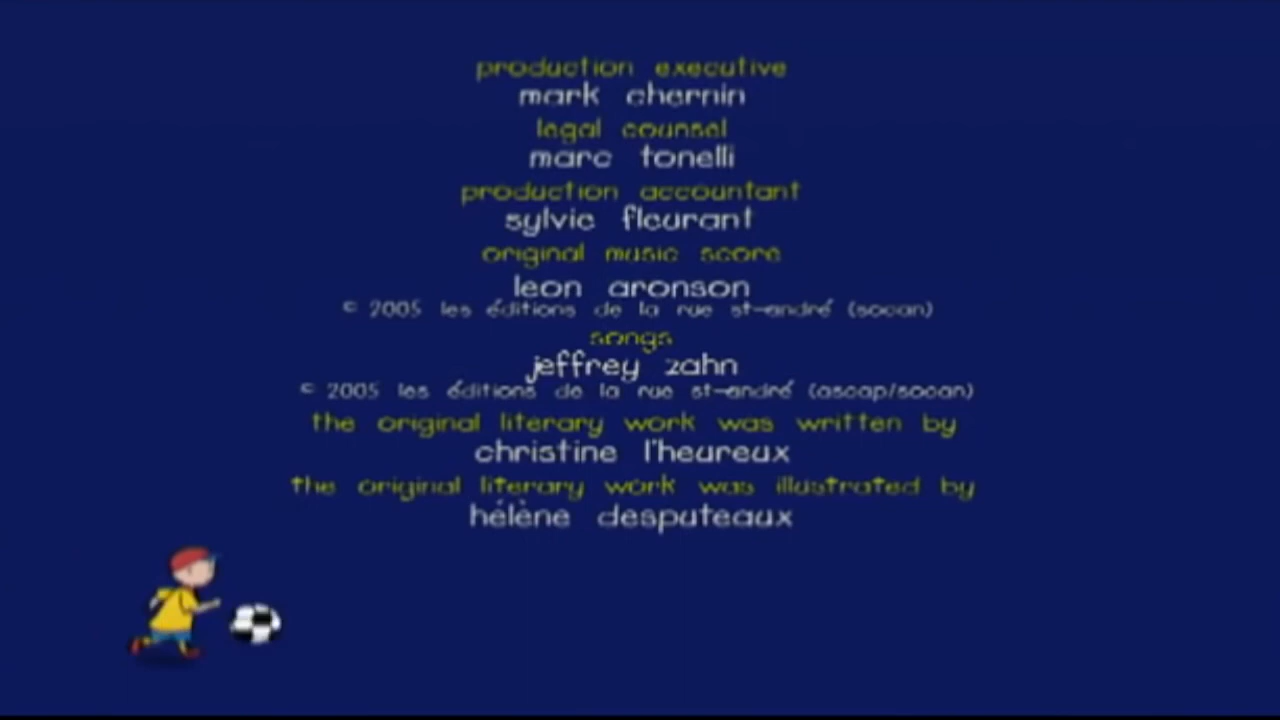 production executive
mark chernin
legal counsel
marc tonelli
production accountant
sylvie fleurant
original music score
leon aronson
© 2005 les éditions de la rue st-andré (socan)
songs
jeffrey zahn
© 2005 les éditions de la rue st-andré (ascap/socan)
the original literary work was written by
christine l'heureux
the original literary work was illustrated by
hélène desputeaux